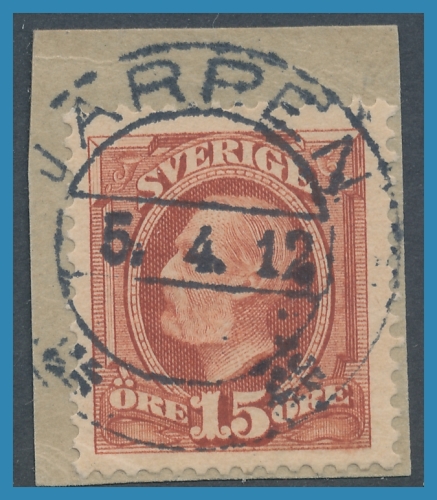 JÄRPEN
SVERIGE
5. 4. 12
ÖRE 15 ÖRE